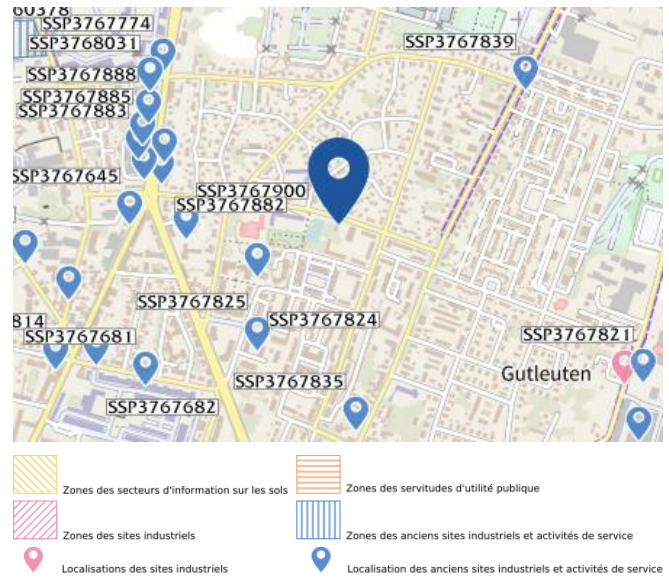 60378
SSP3767774
SSP3768031
SSP3767839
SSP3767888
SSP3767885
SSP3767883
SSP3767645
SSP3767900
SSP3767882
SSP3767825
814
SSP3767824
SSP3767821
SSP3767681
Gutleuten
SSP3767835
SSP3767682
Zones des secteurs d'information sur les sols
Zones des servitudes d'utilité publique
Zones des sites industriels
Zones des anciens sites industriels et activités de service
Localisations des sites industriels
Localisation des anciens sites industriels et activités de service